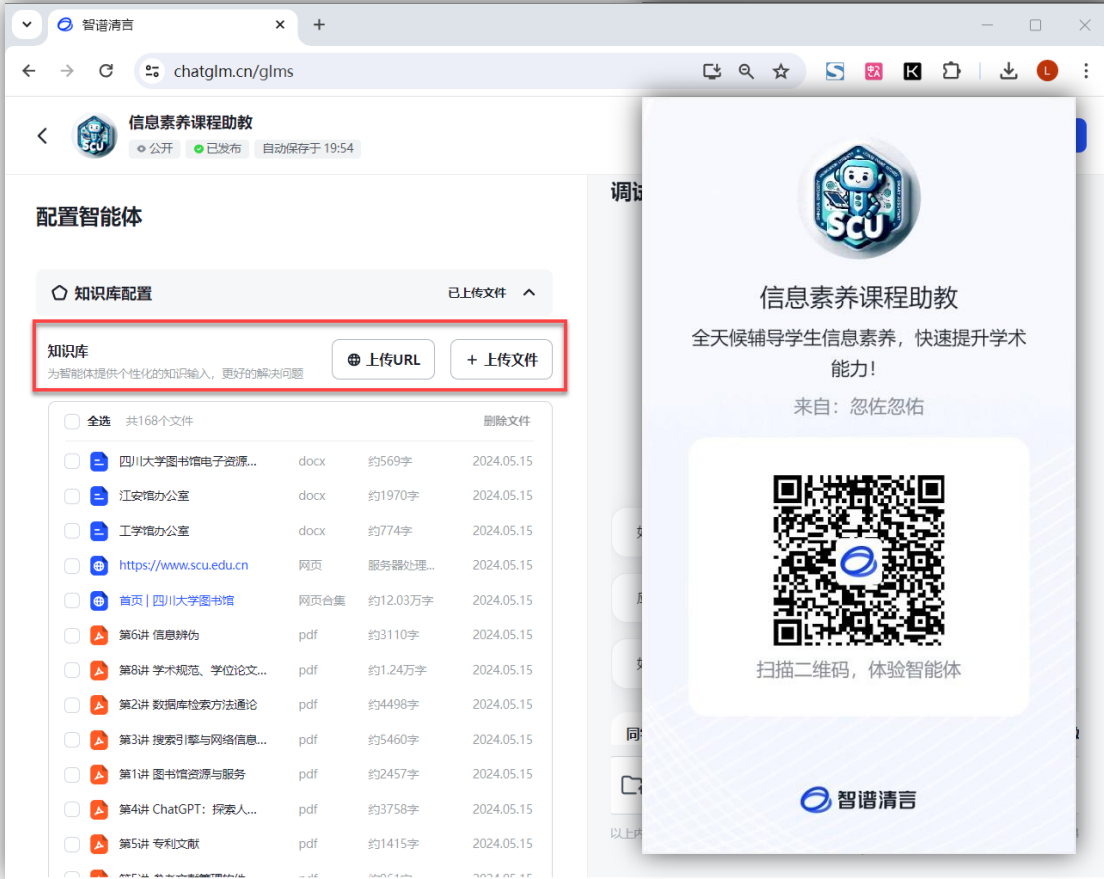 智谱清言
chatglm.cn/glms
L
信息素养课程助教
公开 已发布 自动保存于 19:54
配置智能体
知识库配置 已上传文件
知识库
为智能体提供个性化的知识输入，更好的解决问题
上传URL + 上传文件
全选 共168个文件 删除文件
四川大学图书馆电子资源... docx 约569字 2024.05.15
江安馆办公室 docx 约1970字 2024.05.15
工学馆办公室 docx 约774字 2024.05.15
https://www.scu.edu.cn 网页 服务器处理... 2024.05.15
首页 | 四川大学图书馆 网页合集 约12.03万字 2024.05.15
第6讲 信息辨伪 pdf 约3110字 2024.05.15
第8讲 学术规范、学位论文... pdf 约1.24万字 2024.05.15
第2讲 数据库检索方法通论 pdf 约4498字 2024.05.15
第3讲 搜索引擎与网络信息... pdf 约5460字 2024.05.15
第1讲 图书馆资源与服务 pdf 约2457字 2024.05.15
第4讲 ChatGPT：探索人... pdf 约3758字 2024.05.15
第5讲 专利文献 pdf 约1415字 2024.05.15
调试
SCU
信息素养课程助教
全天候辅导学生信息素养，快速提升学术
能力！
来自：忽佐忽佑
扫描二维码，体验智能体
智谱清言